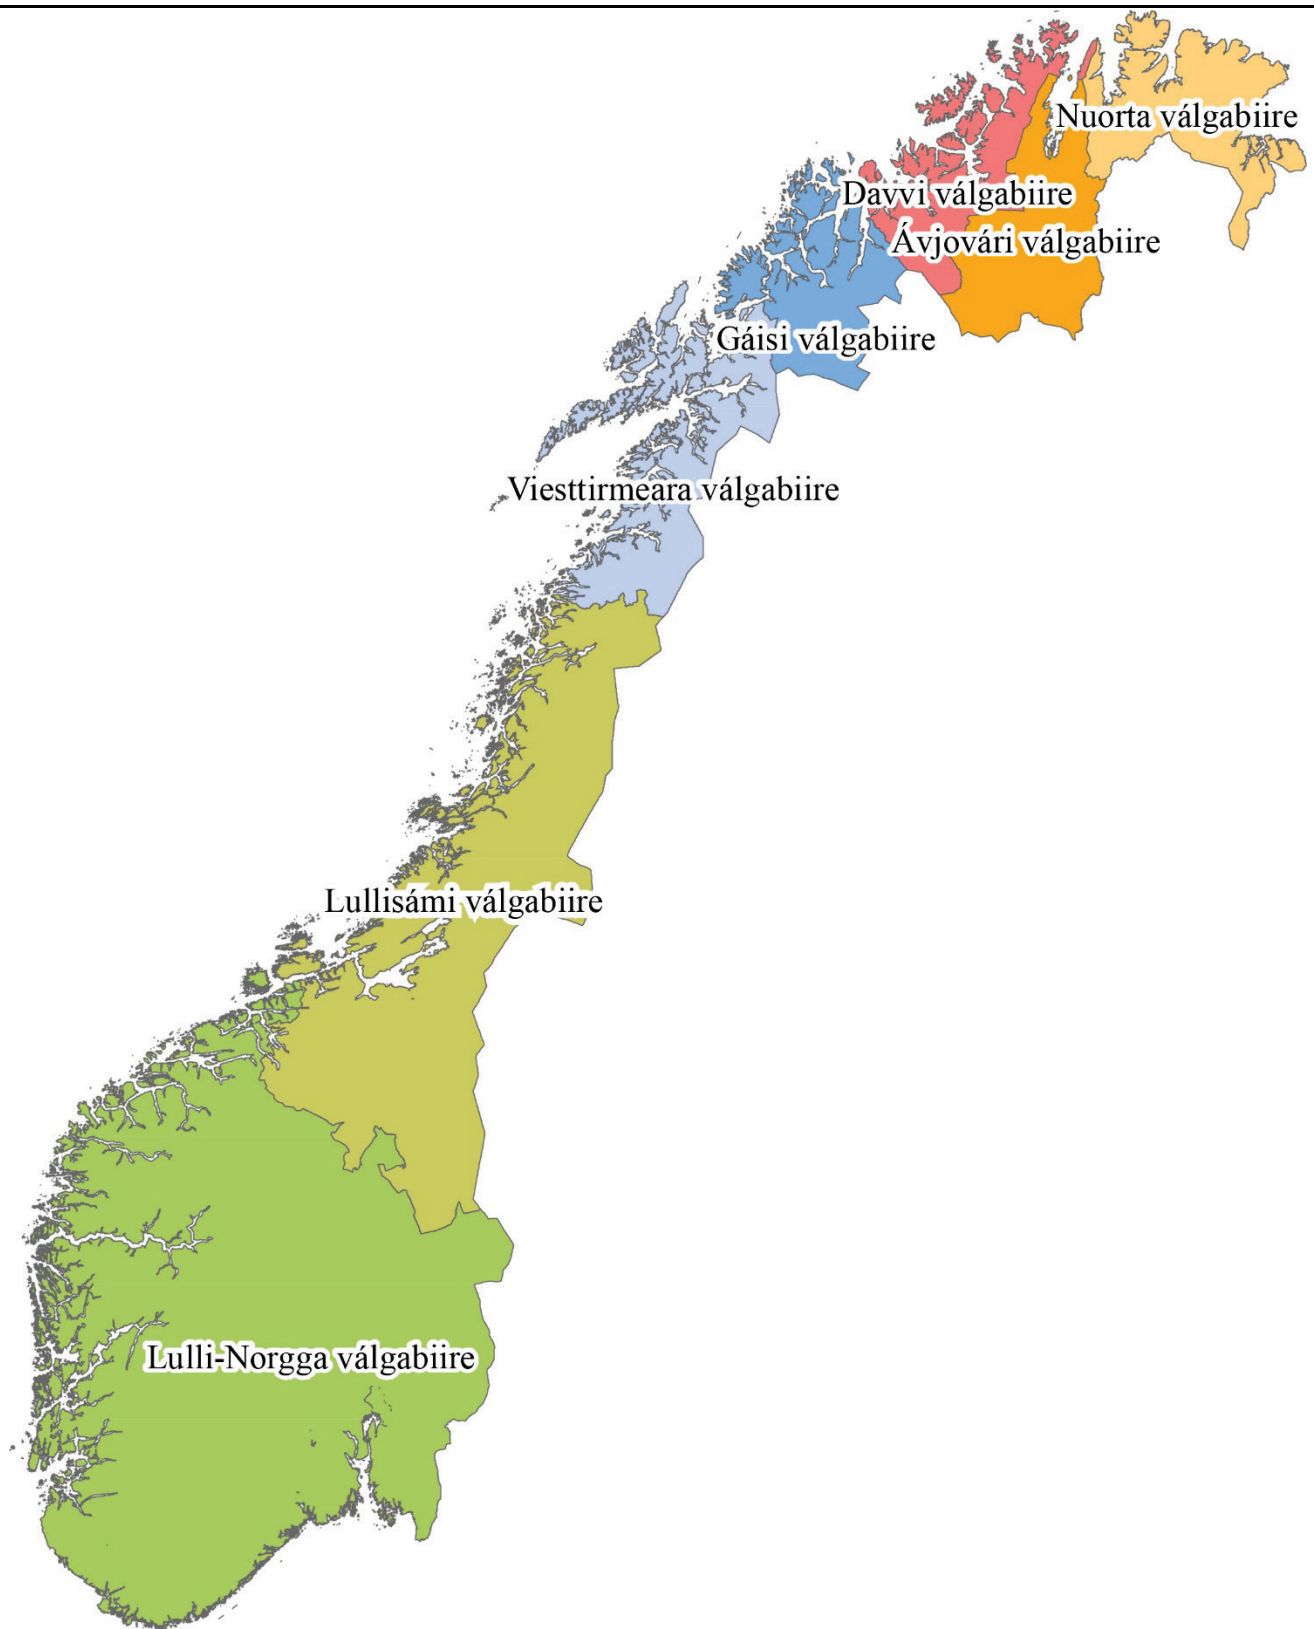 Nuorta válgabiire
Davvi válgabiire
Ávjovári válgabiire
Gáisi válgabiire
Viesttirmeara válgabiire
Lullisámi válgabiire
Lulli-Norgga válgabiire